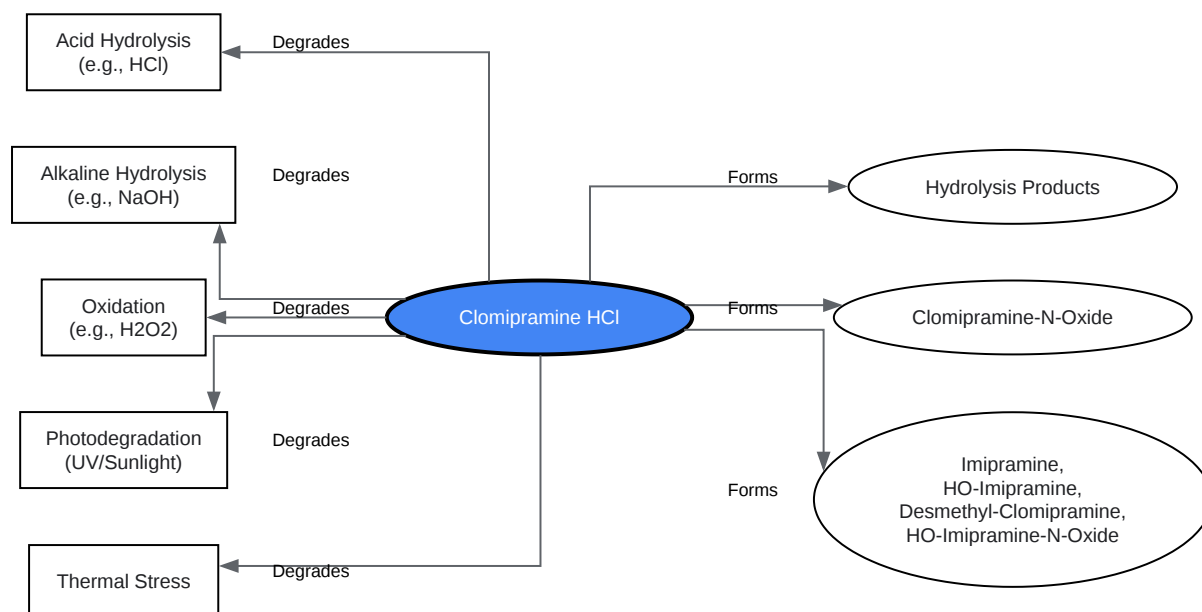 Acid Hydrolysis
(e.g., HCl)
Degrades
Alkaline Hydrolysis
(e.g., NaOH)
Degrades
Forms
Hydrolysis Products
Oxidation
(e.g., H2O2)
Degrades
Clomipramine HCl
Forms
Clomipramine-N-Oxide
Photodegradation
(UV/Sunlight)
Degrades
Forms
Imipramine,
HO-Imipramine,
Desmethyl-Clomipramine,
HO-Imipramine-N-Oxide
Thermal Stress
Degrades